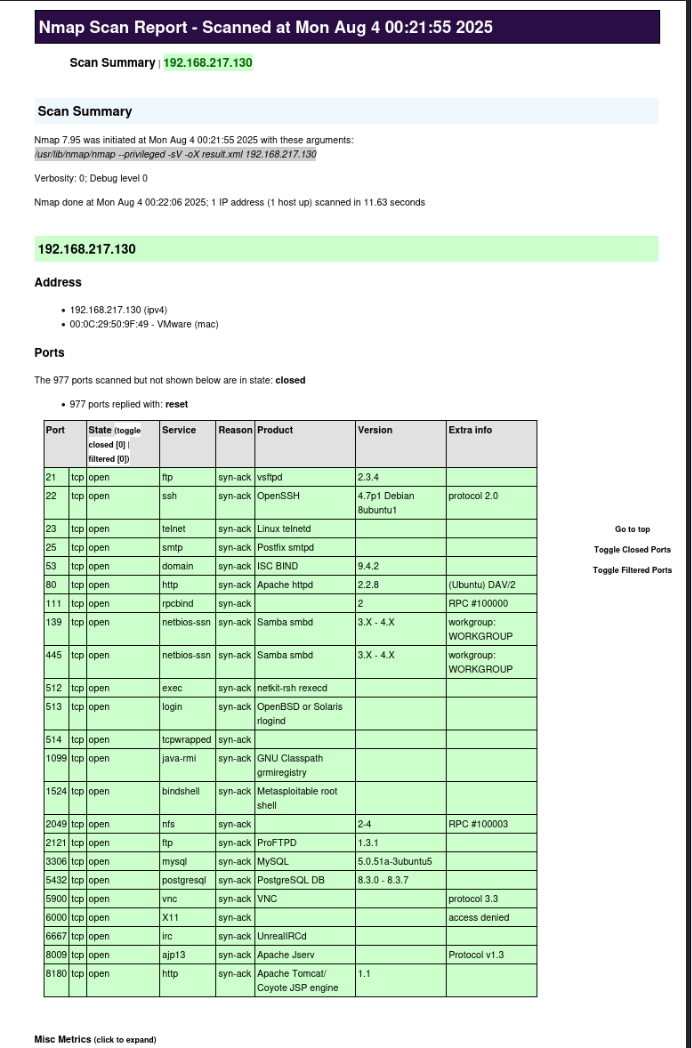 Nmap Scan Report - Scanned at Mon Aug 4 00:21:55 2025
Scan Summary | 192.168.217.130
Scan Summary
Nmap 7.95 was initiated at Mon Aug 4 00:21:55 2025 with these arguments:
/usr/lib/nmap/nmap --privileged -sV -oX result.xml 192.168.217.130
Verbosity: 0; Debug level 0
Nmap done at Mon Aug 4 00:22:06 2025; 1 IP address (1 host up) scanned in 11.63 seconds
192.168.217.130
Address
• 192.168.217.130 (ipv4)
• 00:0C:29:50:9F:49 - VMware (mac)
Ports
The 977 ports scanned but not shown below are in state: closed
• 977 ports replied with: reset
Port State (toggle closed [0] | filtered [0]) Service Reason Product Version Extra info
21 tcp open ftp syn-ack vsftpd 2.3.4
22 tcp open ssh syn-ack OpenSSH 4.7p1 Debian 8ubuntu1 protocol 2.0
23 tcp open telnet syn-ack Linux telnetd
25 tcp open smtp syn-ack Postfix smtpd
53 tcp open domain syn-ack ISC BIND 9.4.2
80 tcp open http syn-ack Apache httpd 2.2.8 (Ubuntu) DAV/2
111 tcp open rpcbind syn-ack 2 RPC #100000
139 tcp open netbios-ssn syn-ack Samba smbd 3.X - 4.X workgroup: WORKGROUP
445 tcp open netbios-ssn syn-ack Samba smbd 3.X - 4.X workgroup: WORKGROUP
512 tcp open exec syn-ack netkit-rsh rexecd
513 tcp open login syn-ack OpenBSD or Solaris rlogind
514 tcp open tcpwrapped syn-ack
1099 tcp open java-rmi syn-ack GNU Classpath grmiregistry
1524 tcp open bindshell syn-ack Metasploitable root shell
2049 tcp open nfs syn-ack 2-4 RPC #100003
2121 tcp open ftp syn-ack ProFTPD 1.3.1
3306 tcp open mysql syn-ack MySQL 5.0.51a-3ubuntu5
5432 tcp open postgresql syn-ack PostgreSQL DB 8.3.0 - 8.3.7
5900 tcp open vnc syn-ack VNC protocol 3.3
6000 tcp open X11 syn-ack access denied
6667 tcp open irc syn-ack UnrealIRCd
8009 tcp open ajp13 syn-ack Apache Jserv Protocol v1.3
8180 tcp open http syn-ack Apache Tomcat/Coyote JSP engine 1.1
Go to top
Toggle Closed Ports
Toggle Filtered Ports
Misc Metrics (click to expand)